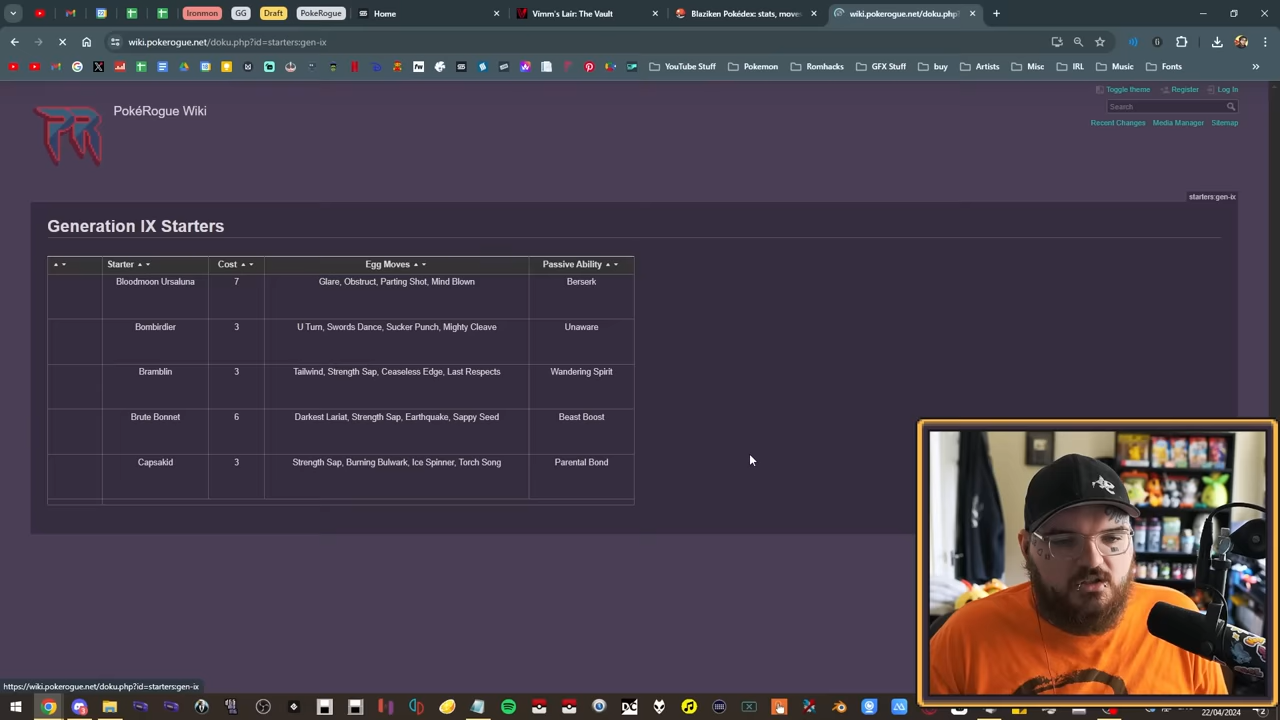 Ironmon
GG
Draft
PokeRogue
Home
Vimm's Lair: The Vault
Blaziken Pokédex: stats, moves
wiki.pokerogue.net/doku.php?
wiki.pokerogue.net/doku.php?id=starters:gen-ix
YouTube Stuff
Pokemon
Romhacks
GFX Stuff
buy
Artists
Misc
IRL
Music
Fonts
PokéRogue Wiki
Toggle theme
Register
Log In
Search
Recent Changes
Media Manager
Sitemap
starters:gen-ix
Generation IX Starters
Starter
Cost
Egg Moves
Passive Ability
Bloodmoon Ursaluna
7
Glare, Obstruct, Parting Shot, Mind Blown
Berserk
Bombirdier
3
U Turn, Swords Dance, Sucker Punch, Mighty Cleave
Unaware
Bramblin
3
Tailwind, Strength Sap, Ceaseless Edge, Last Respects
Wandering Spirit
Brute Bonnet
6
Darkest Lariat, Strength Sap, Earthquake, Sappy Seed
Beast Boost
Capsakid
3
Strength Sap, Burning Bulwark, Ice Spinner, Torch Song
Parental Bond
https://wiki.pokerogue.net/doku.php?id=starters:gen-ix
22/04/2024